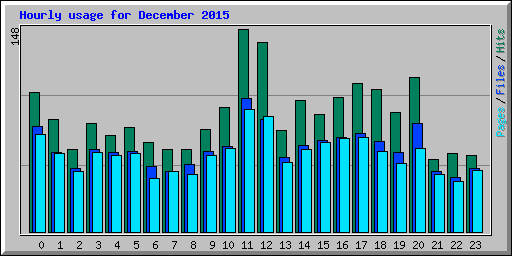 Hourly usage for December 2015
148
Pages / Files / Hits
0 1 2 3 4 5 6 7 8 9 10 11 12 13 14 15 16 17 18 19 20 21 22 23